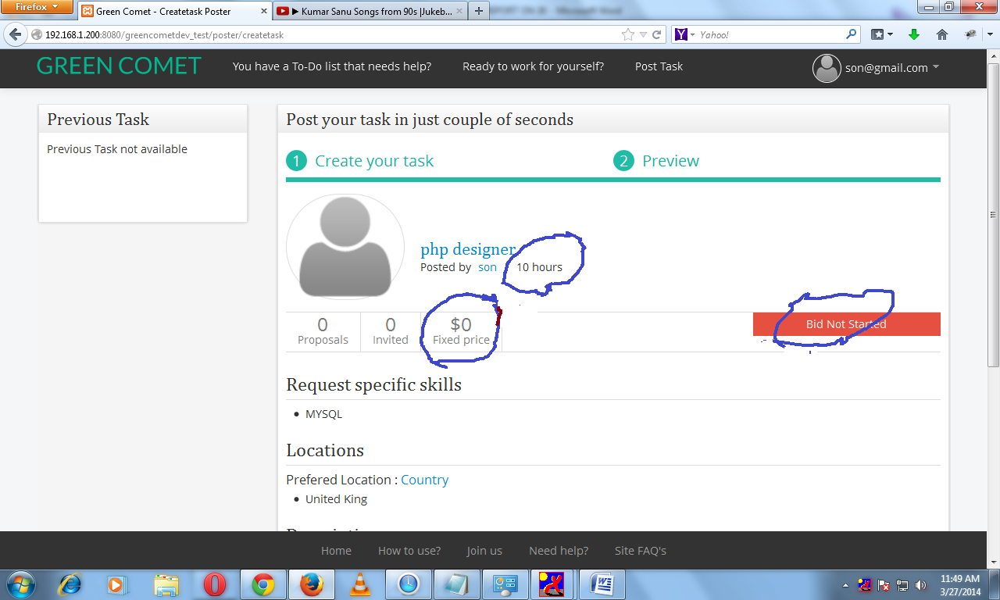 Firefox
Green Comet - Createtask Poster
Kumar Sanu Songs from 90s |Jukeb...
192.168.1.200:8080/greencometdev_test/poster/createtask
Yahoo!
GREEN COMET
You have a To-Do list that needs help?
Ready to work for yourself?
Post Task
son@gmail.com
Previous Task
Previous Task not available
Post your task in just couple of seconds
1 Create your task
2 Preview
php designer
Posted by son 10 hours
0 0 $0
Proposals Invited Fixed price
Bid Not Started
Request specific skills
MYSQL
Locations
Prefered Location : Country
United King
Home How to use? Join us Need help? Site FAQ's
11:49 AM
3/27/2014